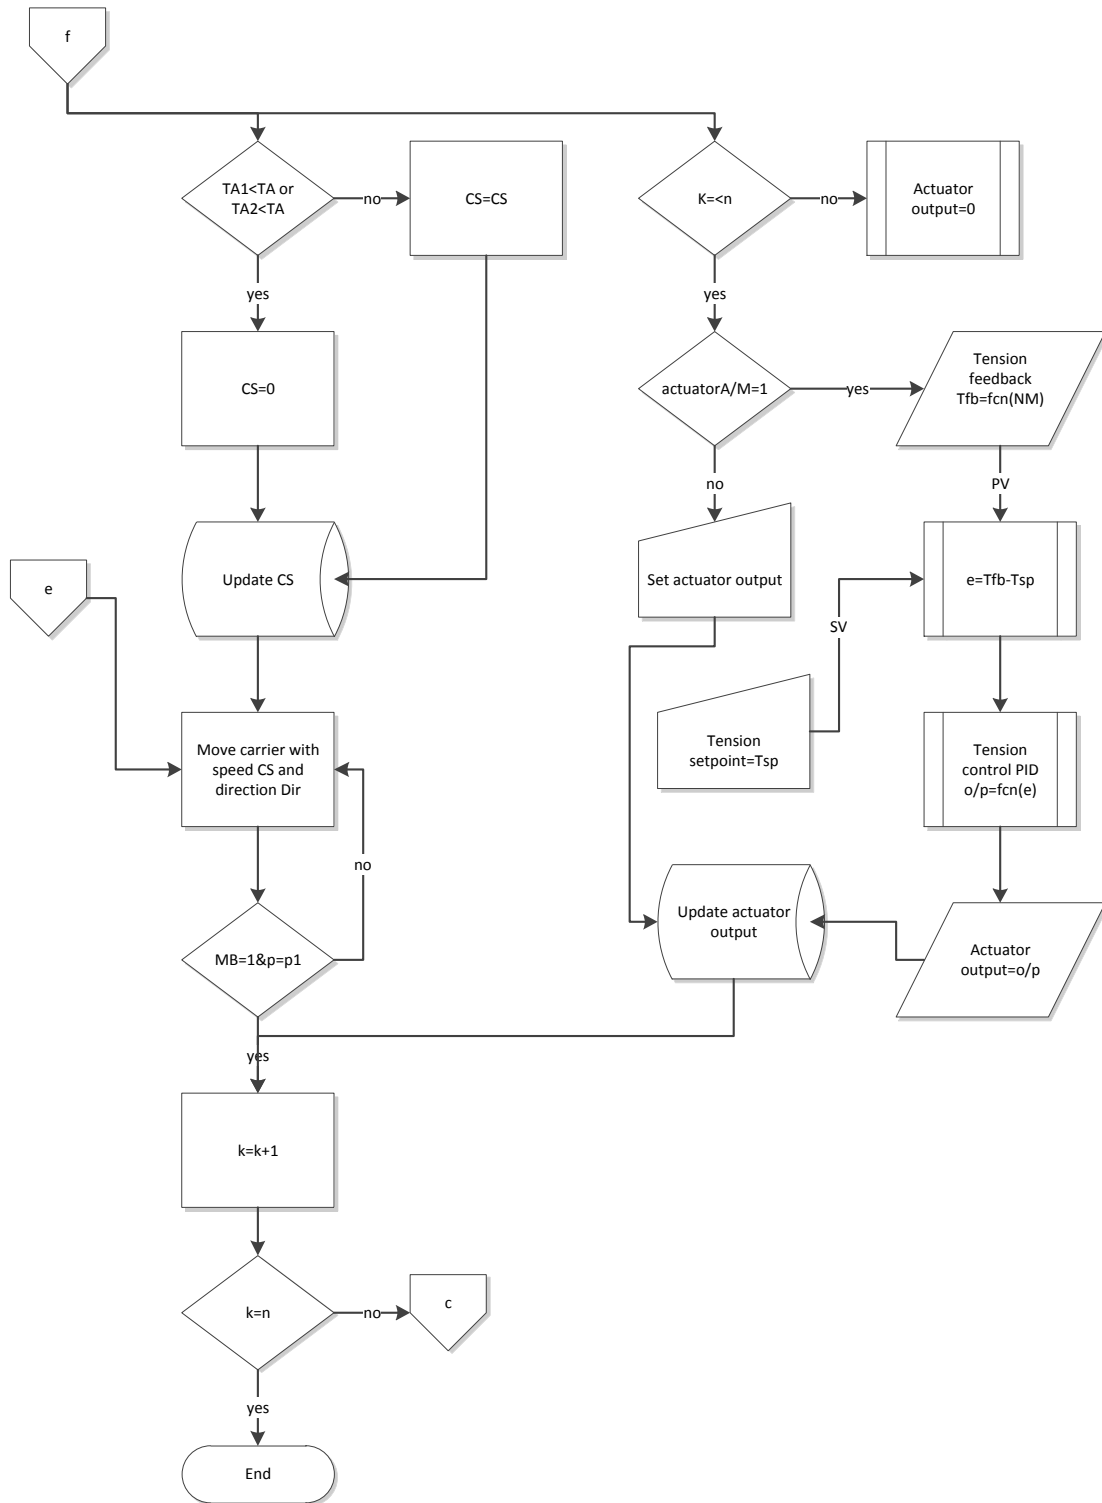 f
TA1<TA or
TA2<TA
no
CS=CS
K=<n
no
Actuator
output=0
yes
yes
CS=0
actuatorA/M=1
yes
Tension
feedback
Tfb=fcn(NM)
no
PV
e
Update CS
Set actuator output
e=Tfb-Tsp
SV
Move carrier with
speed CS and
direction Dir
Tension
setpoint=Tsp
Tension
control PID
o/p=fcn(e)
no
MB=1&p=p1
Update actuator
output
Actuator
output=o/p
yes
k=k+1
k=n
no
c
yes
End